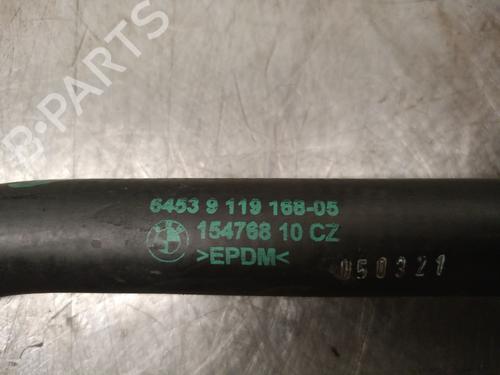 B-PARTS
6453 9 119 168-05
154768 10 CZ
>EPDM<
050321